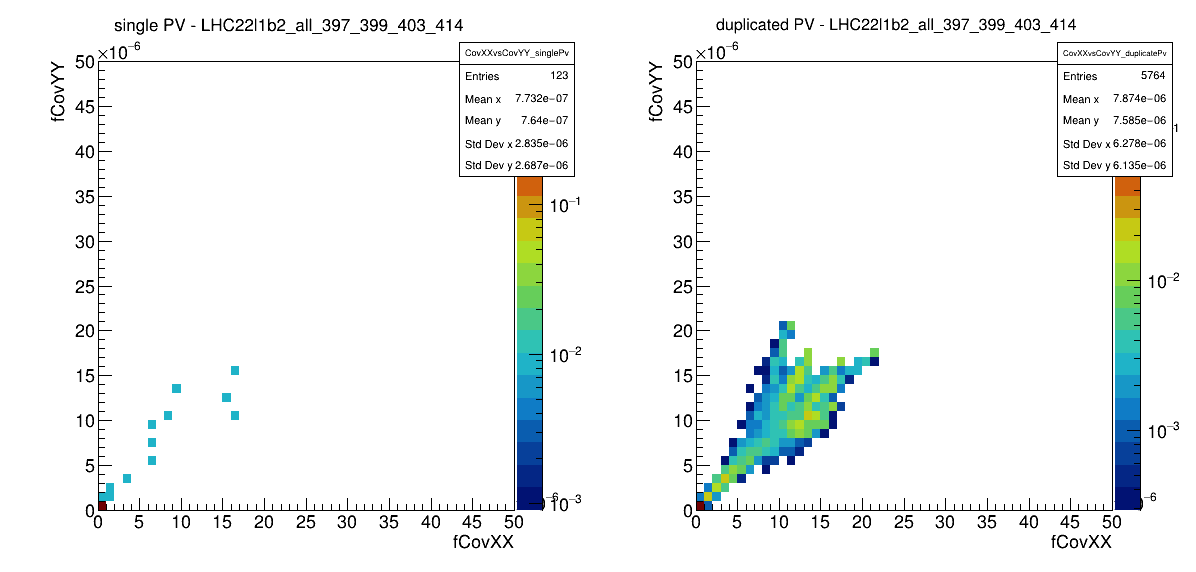 single PV - LHC22l1b2_all_397_399_403_414
×10⁻⁶
fCovYY
50
45
40
35
30
25
20
15
10
5
0
0 5 10 15 20 25 30 35 40 45 50
fCovXX
CovXXvsCovYY_singlePv
Entries 123
Mean x 7.732e-07
Mean y 7.64e-07
Std Dev x 2.835e-06
Std Dev y 2.687e-06
10⁻¹
10⁻²
10⁻³
duplicated PV - LHC22l1b2_all_397_399_403_414
×10⁻⁶
fCovYY
50
45
40
35
30
25
20
15
10
5
0
0 5 10 15 20 25 30 35 40 45 50
fCovXX
CovXXvsCovYY_duplicatePv
Entries 5764
Mean x 7.874e-06
Mean y 7.585e-06
Std Dev x 6.278e-06
Std Dev y 6.135e-06
10⁻²
10⁻³